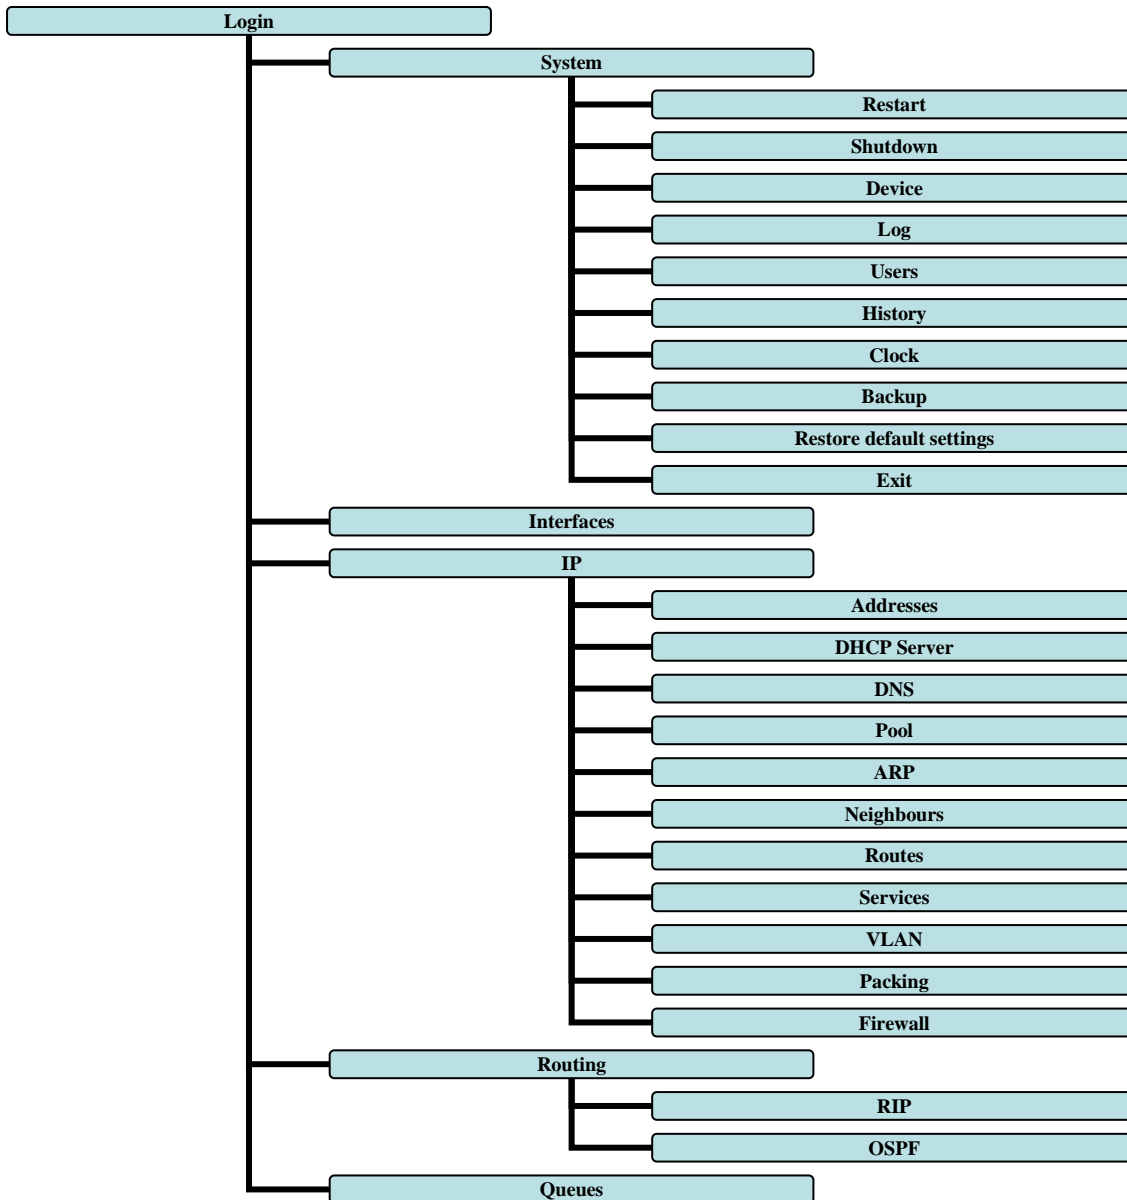 Login
System
Restart
Shutdown
Device
Log
Users
History
Clock
Backup
Restore default settings
Exit
Interfaces
IP
Addresses
DHCP Server
DNS
Pool
ARP
Neighbours
Routes
Services
VLAN
Packing
Firewall
Routing
RIP
OSPF
Queues